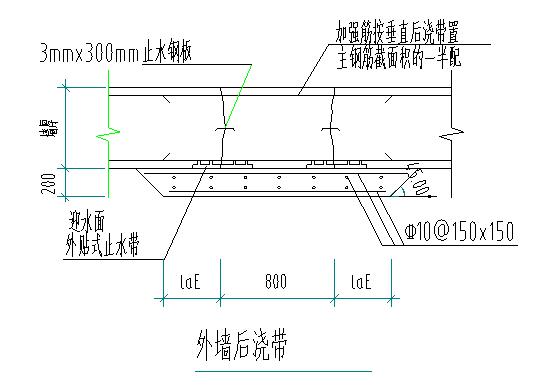 加强筋按垂直后浇带置
主钢筋截面积的一半配
3mmx300mm止水钢板
墙厚
200
45.00
迎水面
外贴式止水带
Φ10@150x150
laE
800
laE
外墙后浇带